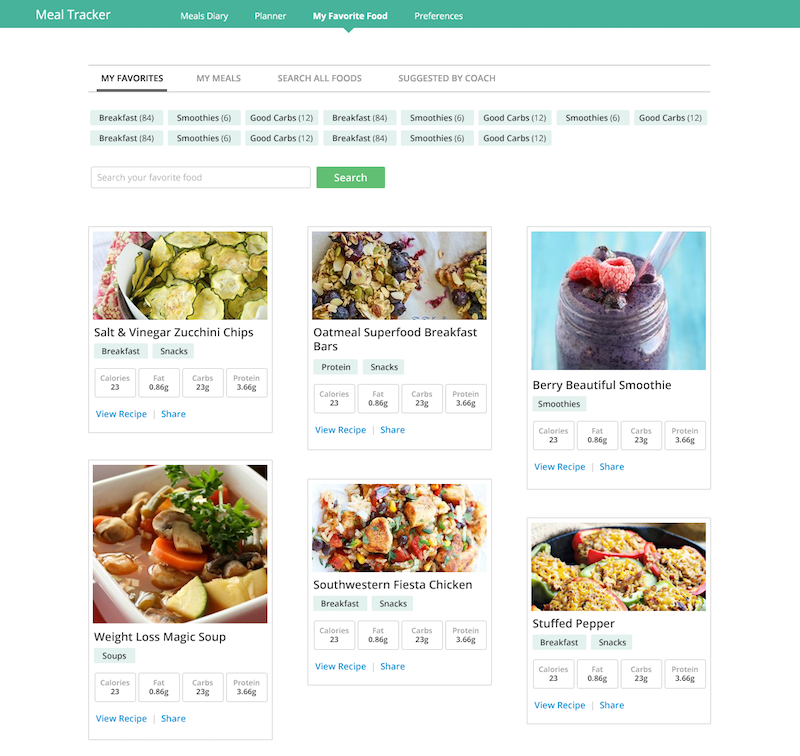 Meal Tracker Meals Diary Planner My Favorite Food Preferences
MY FAVORITES MY MEALS SEARCH ALL FOODS SUGGESTED BY COACH
Breakfast (84) Smoothies (6) Good Carbs (12) Breakfast (84) Smoothies (6) Good Carbs (12) Smoothies (6) Good Carbs (12)
Breakfast (84) Smoothies (6) Good Carbs (12) Breakfast (84) Smoothies (6) Good Carbs (12)
Search your favorite food Search
Salt & Vinegar Zucchini Chips
Breakfast Snacks
Calories Fat Carbs Protein
23 0.86g 23g 3.66g
View Recipe | Share
Oatmeal Superfood Breakfast
Bars
Protein Snacks
Calories Fat Carbs Protein
23 0.86g 23g 3.66g
View Recipe | Share
Berry Beautiful Smoothie
Smoothies
Calories Fat Carbs Protein
23 0.86g 23g 3.66g
View Recipe | Share
Weight Loss Magic Soup
Soups
Calories Fat Carbs Protein
23 0.86g 23g 3.66g
View Recipe | Share
Southwestern Fiesta Chicken
Breakfast Snacks
Calories Fat Carbs Protein
23 0.86g 23g 3.66g
View Recipe | Share
Stuffed Pepper
Breakfast Snacks
Calories Fat Carbs Protein
23 0.86g 23g 3.66g
View Recipe | Share